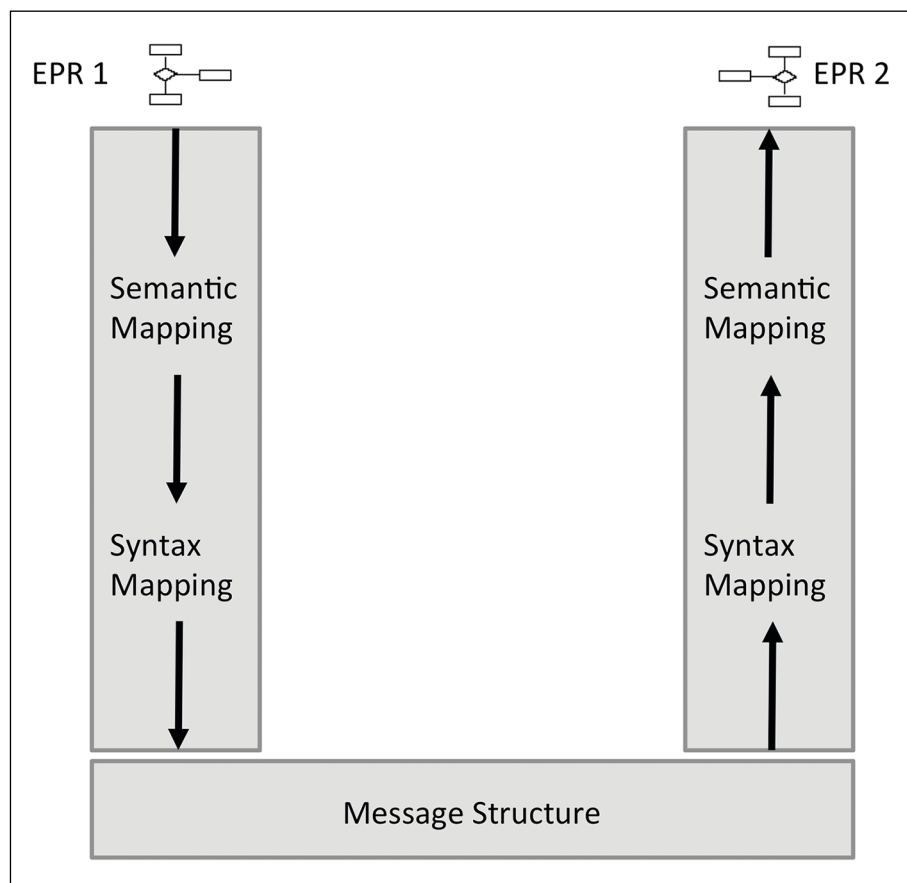 EPR 1
EPR 2
Semantic
Mapping
Syntax
Mapping
Semantic
Mapping
Syntax
Mapping
Message Structure